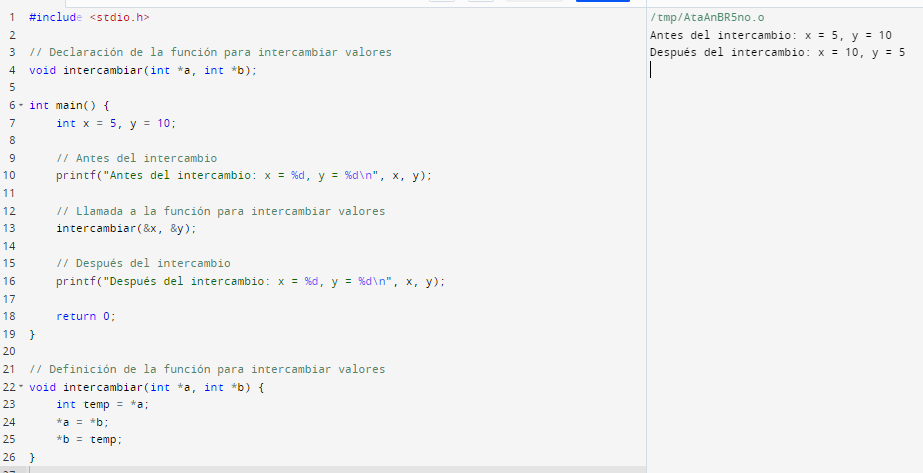 1 #include <stdio.h>
2
3 // Declaración de la función para intercambiar valores
4 void intercambiar(int *a, int *b);
5
6 int main() {
7     int x = 5, y = 10;
8
9     // Antes del intercambio
10     printf("Antes del intercambio: x = %d, y = %d\n", x, y);
11
12     // Llamada a la función para intercambiar valores
13     intercambiar(&x, &y);
14
15     // Después del intercambio
16     printf("Después del intercambio: x = %d, y = %d\n", x, y);
17
18     return 0;
19 }
20
21 // Definición de la función para intercambiar valores
22 void intercambiar(int *a, int *b) {
23     int temp = *a;
24     *a = *b;
25     *b = temp;
26 }
/tmp/AtaAnBR5no.o
Antes del intercambio: x = 5, y = 10
Después del intercambio: x = 10, y = 5